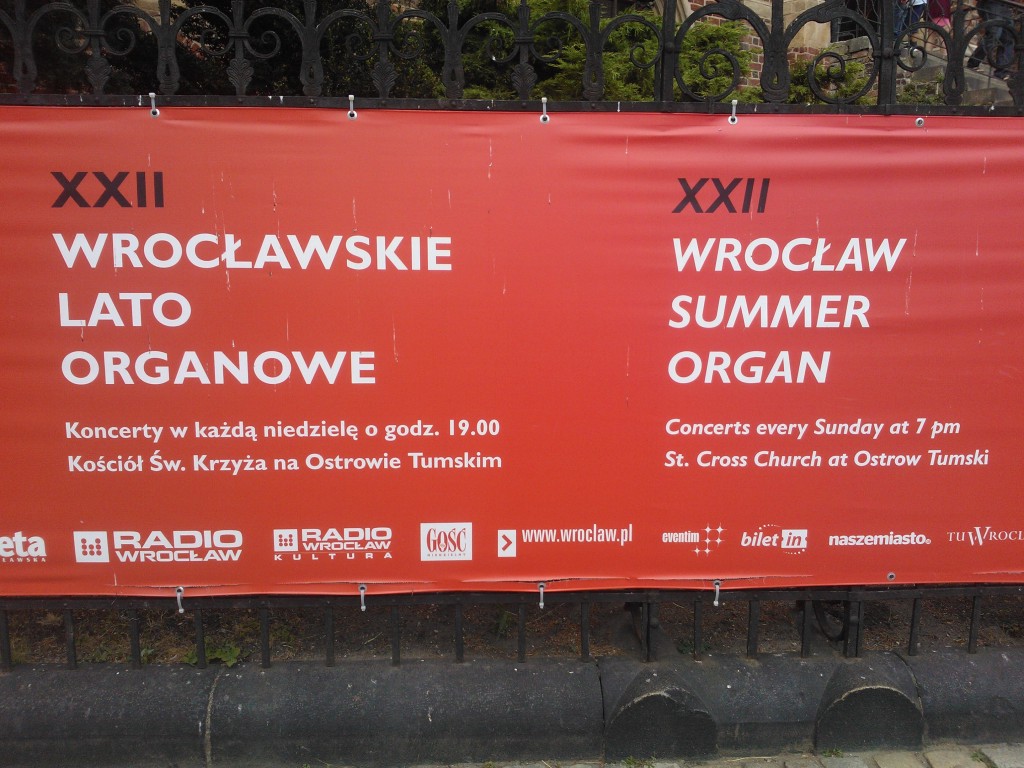 XXII
WROCŁAWSKIE
LATO
ORGANOWE
Koncerty w każdą niedzielę o godz. 19.00
Kościół Św. Krzyża na Ostrowie Tumskim
XXII
WROCŁAW
SUMMER
ORGAN
Concerts every Sunday at 7 pm
St. Cross Church at Ostrow Tumski
RADIO
WROCŁAW
RADIO
WROCŁAW
KULTURA
GOŚĆ
NIEDZIELNY
www.wroclaw.pl
eventim
bilet in
naszemiasto